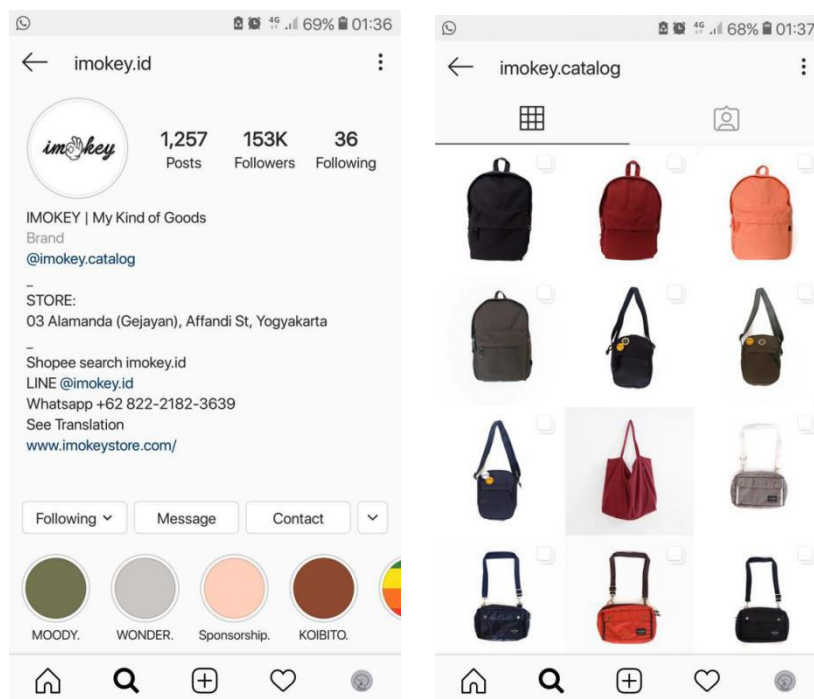 4G 69% 01:36
imokey.id
imokey
1,257 153K 36
Posts Followers Following
IMOKEY | My Kind of Goods
Brand
@imokey.catalog
_
STORE:
03 Alamanda (Gejayan), Affandi St, Yogyakarta
_
Shopee search imokey.id
LINE @imokey.id
Whatsapp +62 822-2182-3639
See Translation
www.imokeystore.com/
Following Message Contact
MOODY. WONDER. Sponsorship. KOIBITO.
4G 68% 01:37
imokey.catalog